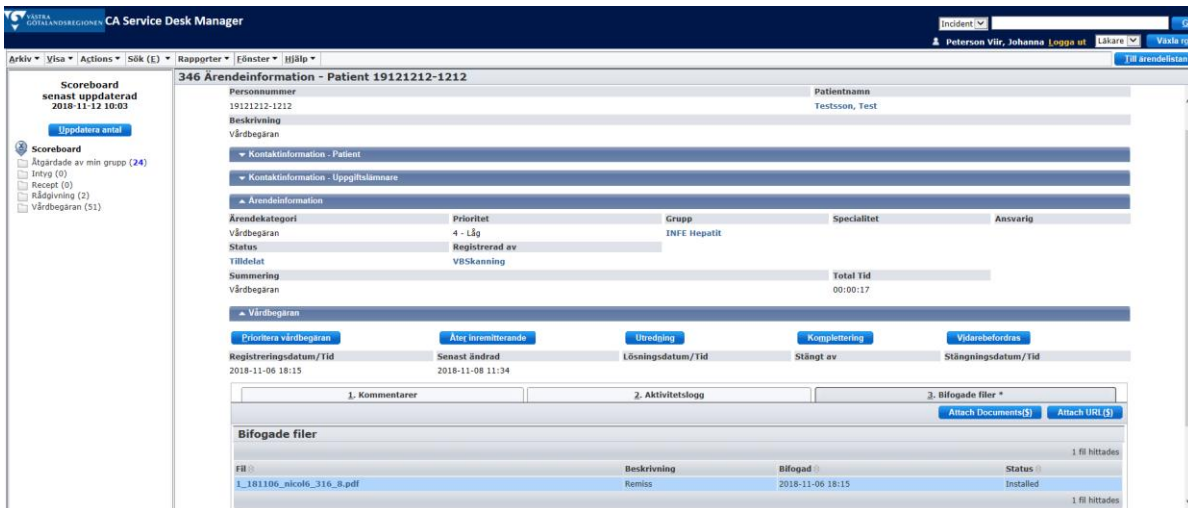 VÄSTRA GÖTALANDSREGIONEN CA Service Desk Manager
Incident
Peterson Viir, Johanna Logga ut Läkare Växla
Arkiv Visa Actions Sök (E) Rapporter Fönster Hjälp Till ärendelistan
Scoreboard
senast uppdaterad
2018-11-12 10:03
Uppdatera antal
Scoreboard
Åtgärdade av min grupp (24)
Intyg (0)
Recept (0)
Rådgivning (2)
Vårdbegäran (51)
346 Ärendeinformation - Patient 19121212-1212
Personnummer Patientnamn
19121212-1212 Testsson, Test
Beskrivning
Vårdbegäran
Kontaktinformation - Patient
Kontaktinformation - Uppgiftslämnare
Ärendeinformation
Ärendekategori Prioritet Grupp Specialitet Ansvarig
Vårdbegäran 4 - Låg INFE Hepatit
Status Registrerad av
Tilldelat VBSkanning
Summering Total Tid
Vårdbegäran 00:00:17
Vårdbegäran
Prioritera vårdbegäran Åter inremitterande Utredning Komplettering Vidarebefordras
Registreringsdatum/Tid Senast ändrad Lösningsdatum/Tid Stängt av Stängningsdatum/Tid
2018-11-06 18:15 2018-11-08 11:34
1. Kommentarer 2. Aktivitetslogg 3. Bifogade filer *
Attach Documents($) Attach URL($)
Bifogade filer
1 fil hittades
Fil Beskrivning Bifogad Status
1_181106_nicol6_316_8.pdf Remiss 2018-11-06 18:15 Installed
1 fil hittades